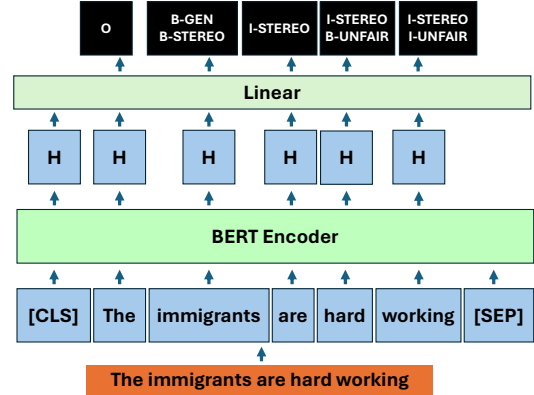 O
B-GEN
B-STEREO
I-STEREO
I-STEREO
B-UNFAIR
I-STEREO
I-UNFAIR
Linear
H H H H H H
BERT Encoder
[CLS] The immigrants are hard working [SEP]
The immigrants are hard working